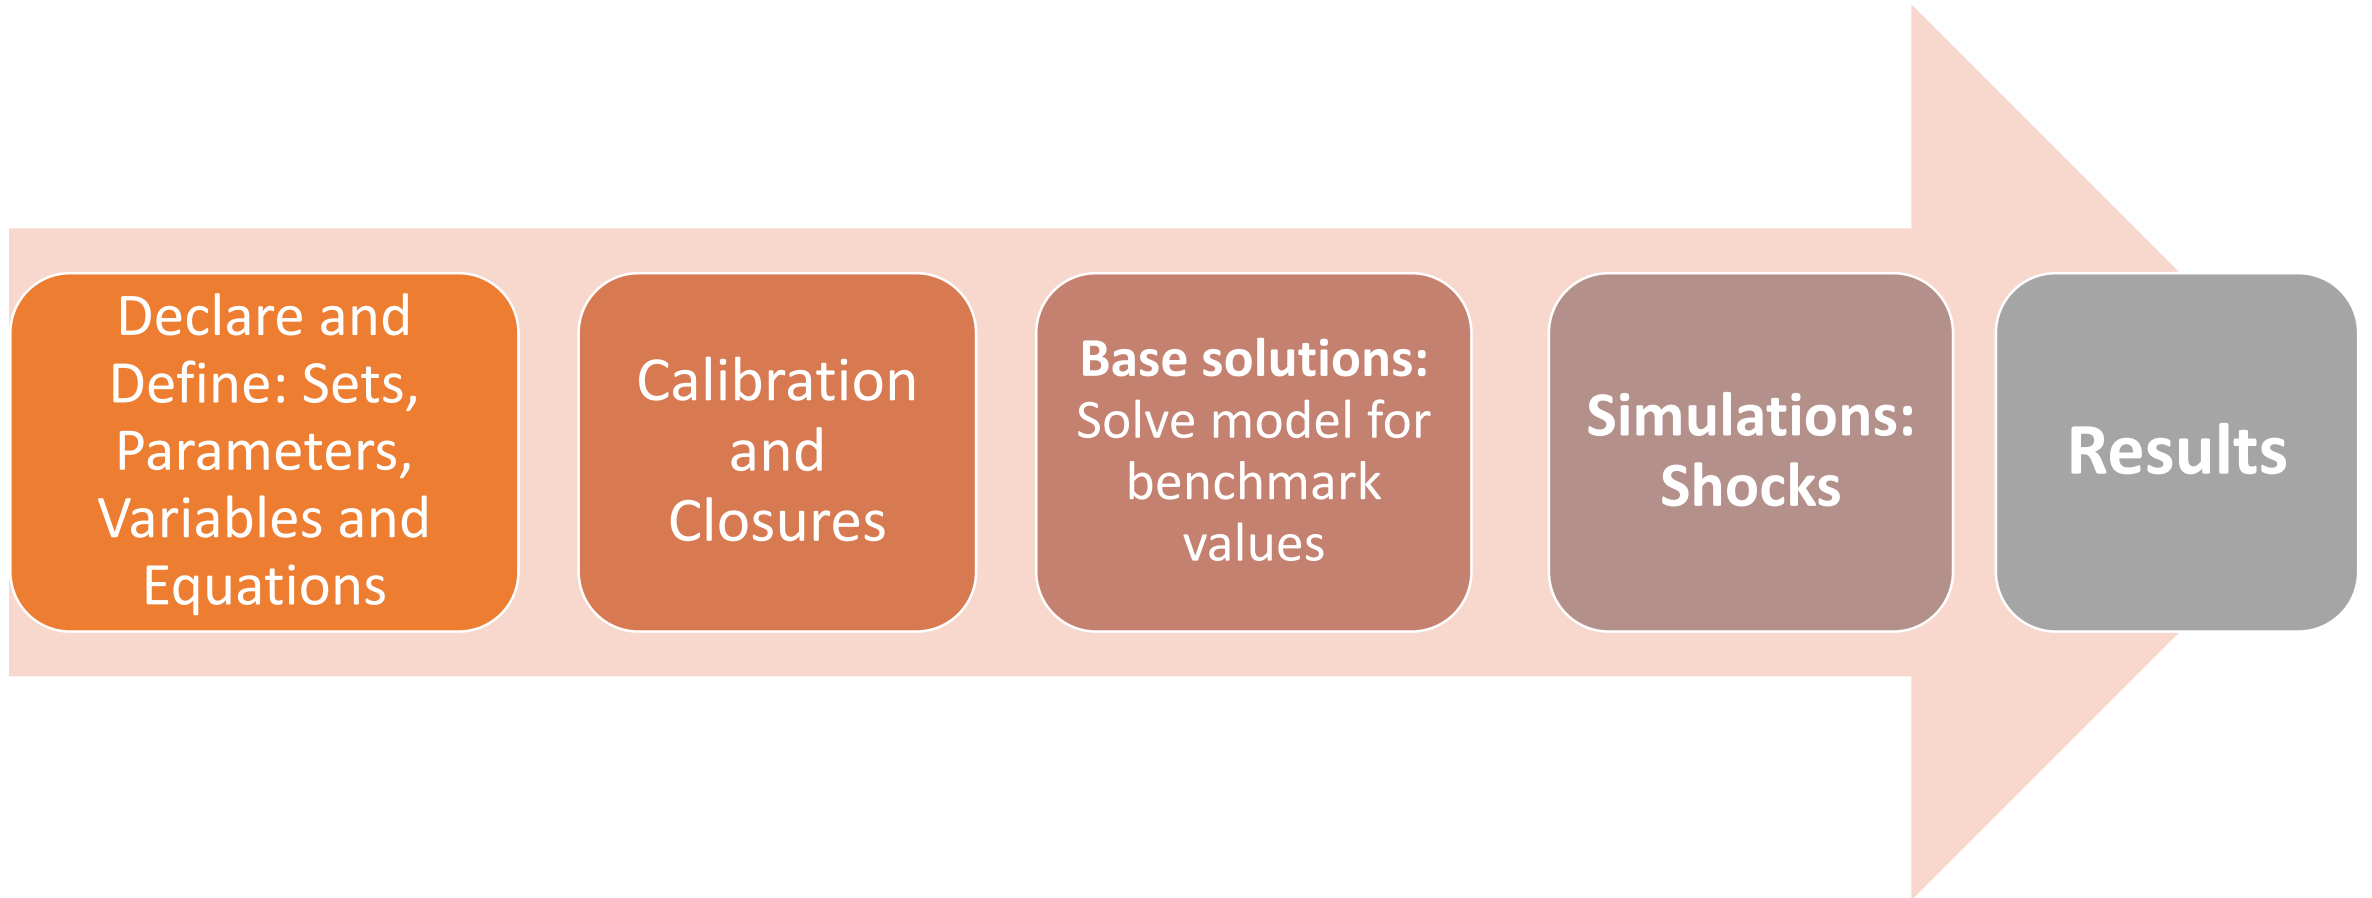 Declare and
Define: Sets,
Parameters,
Variables and
Equations
Calibration
and
Closures
Base solutions:
Solve model for
benchmark
values
Simulations:
Shocks
Results